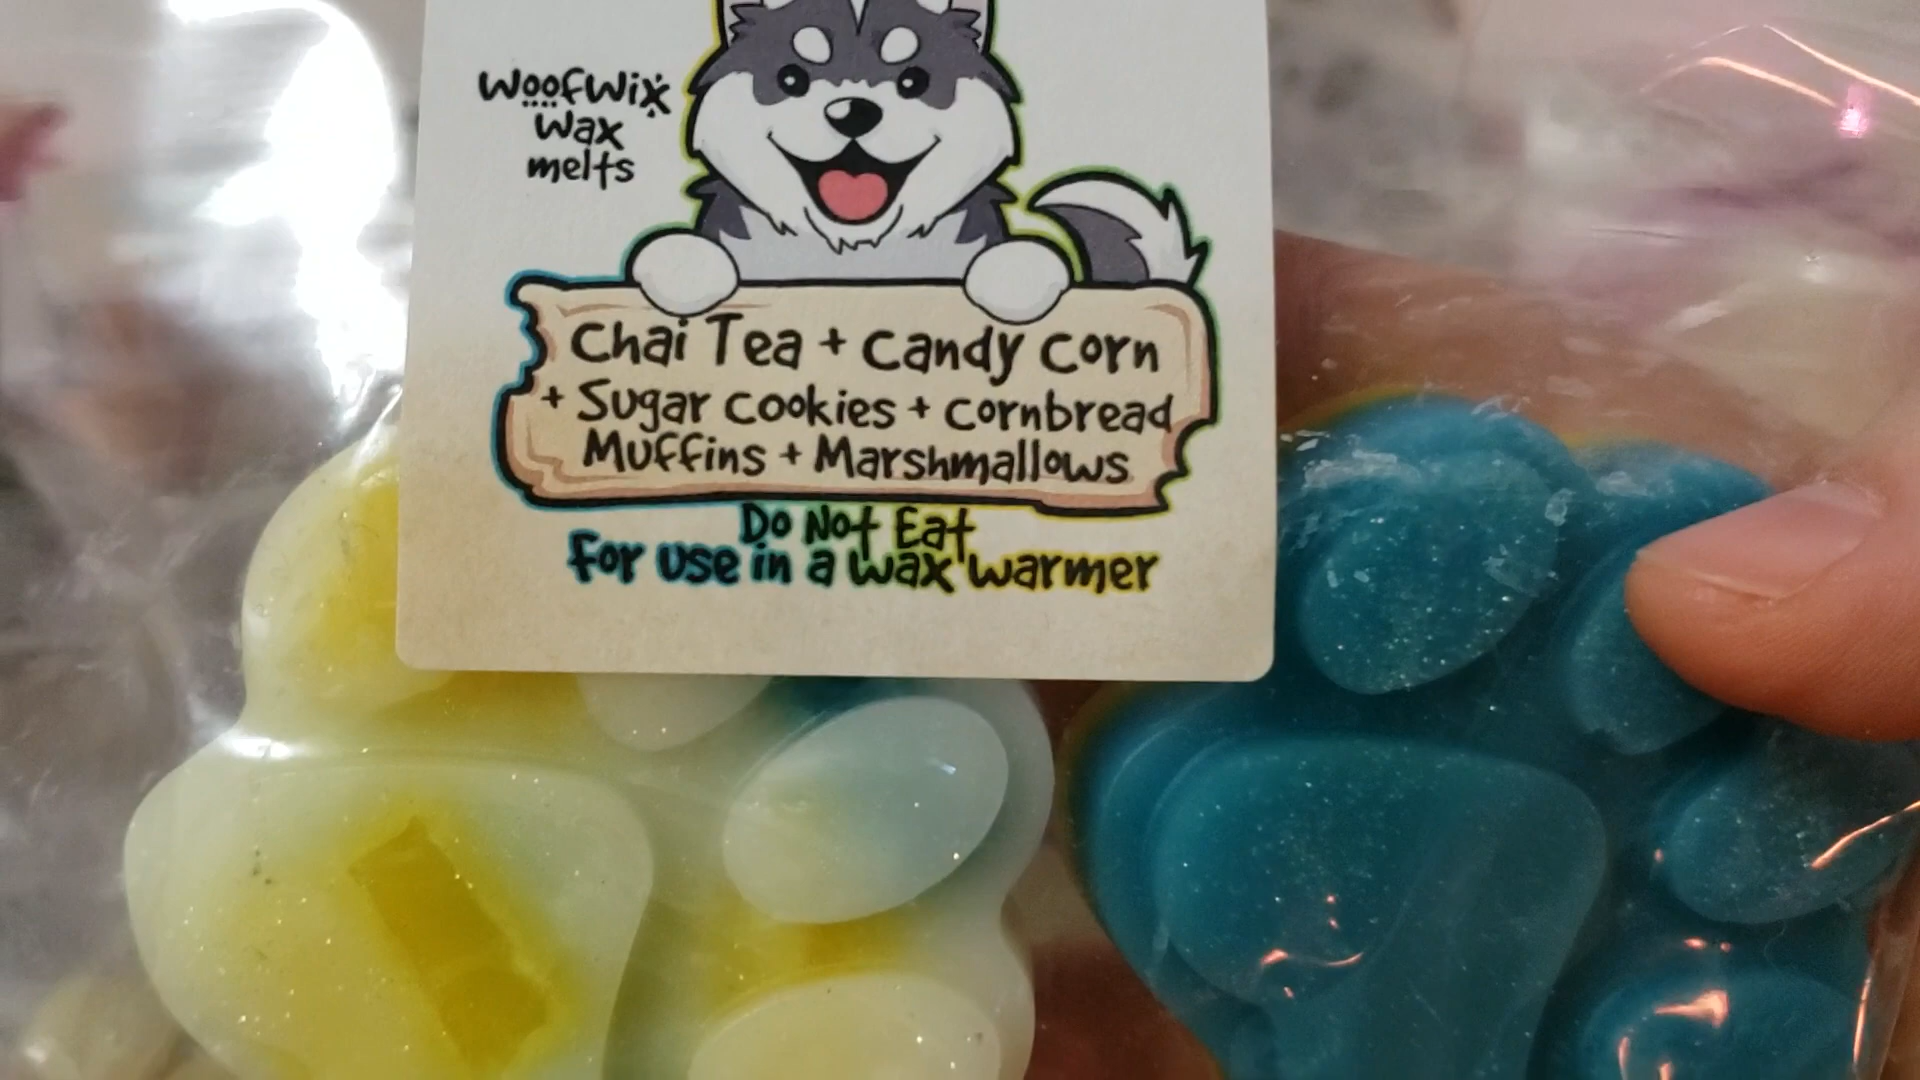 WoofWix
Wax
melts
Chai Tea + Candy Corn
+ Sugar Cookies + Cornbread
Muffins + Marshmallows
Do Not Eat
For use in a wax warmer